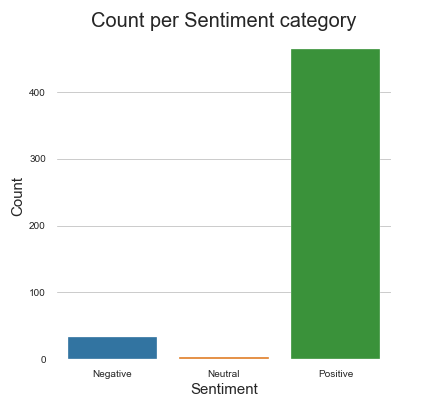 Count per Sentiment category
Count
400
300
200
100
0
Negative
Neutral
Positive
Sentiment